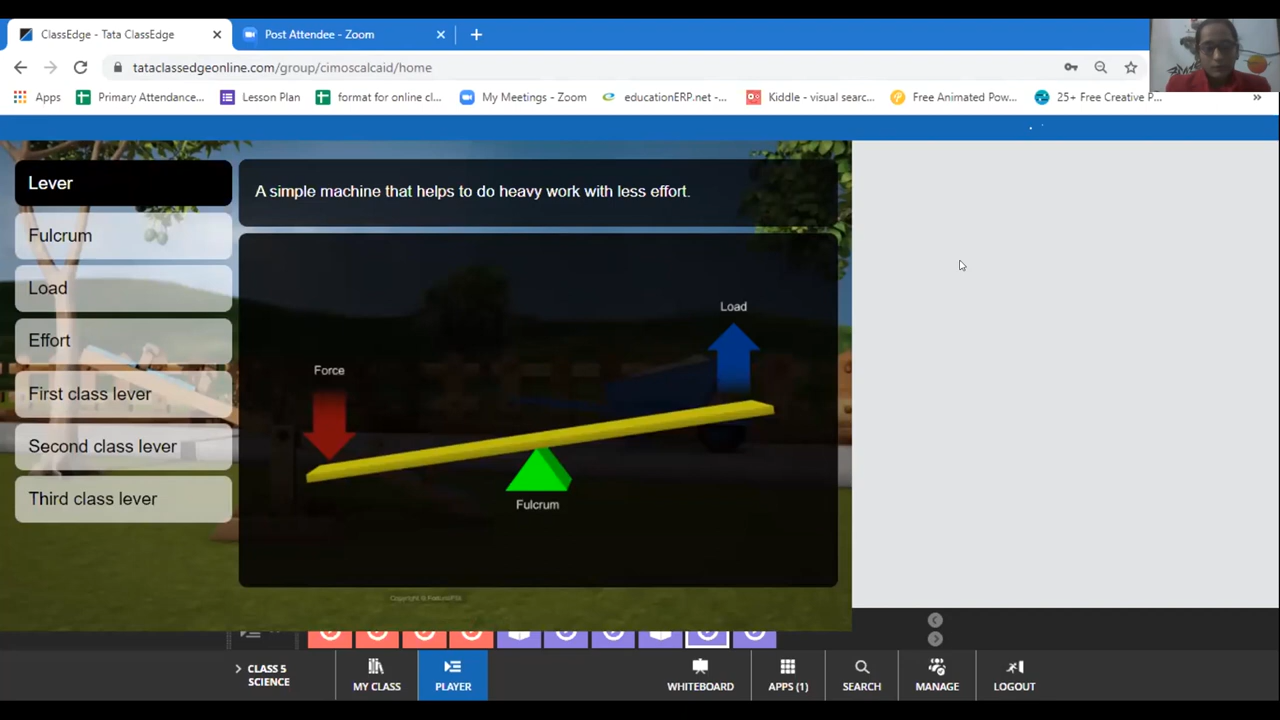 ClassEdge - Tata ClassEdge
Post Attendee - Zoom
tataclassedgeonline.com/group/cimoscalcaid/home
Apps
Primary Attendance...
Lesson Plan
format for online cl...
My Meetings - Zoom
educationERP.net -...
Kiddle - visual searc...
Free Animated Pow...
25+ Free Creative P...
Lever
A simple machine that helps to do heavy work with less effort.
Fulcrum
Load
Effort
First class lever
Second class lever
Third class lever
Load
Force
Fulcrum
CLASS 5
SCIENCE
MY CLASS
PLAYER
WHITEBOARD
APPS (1)
SEARCH
MANAGE
LOGOUT